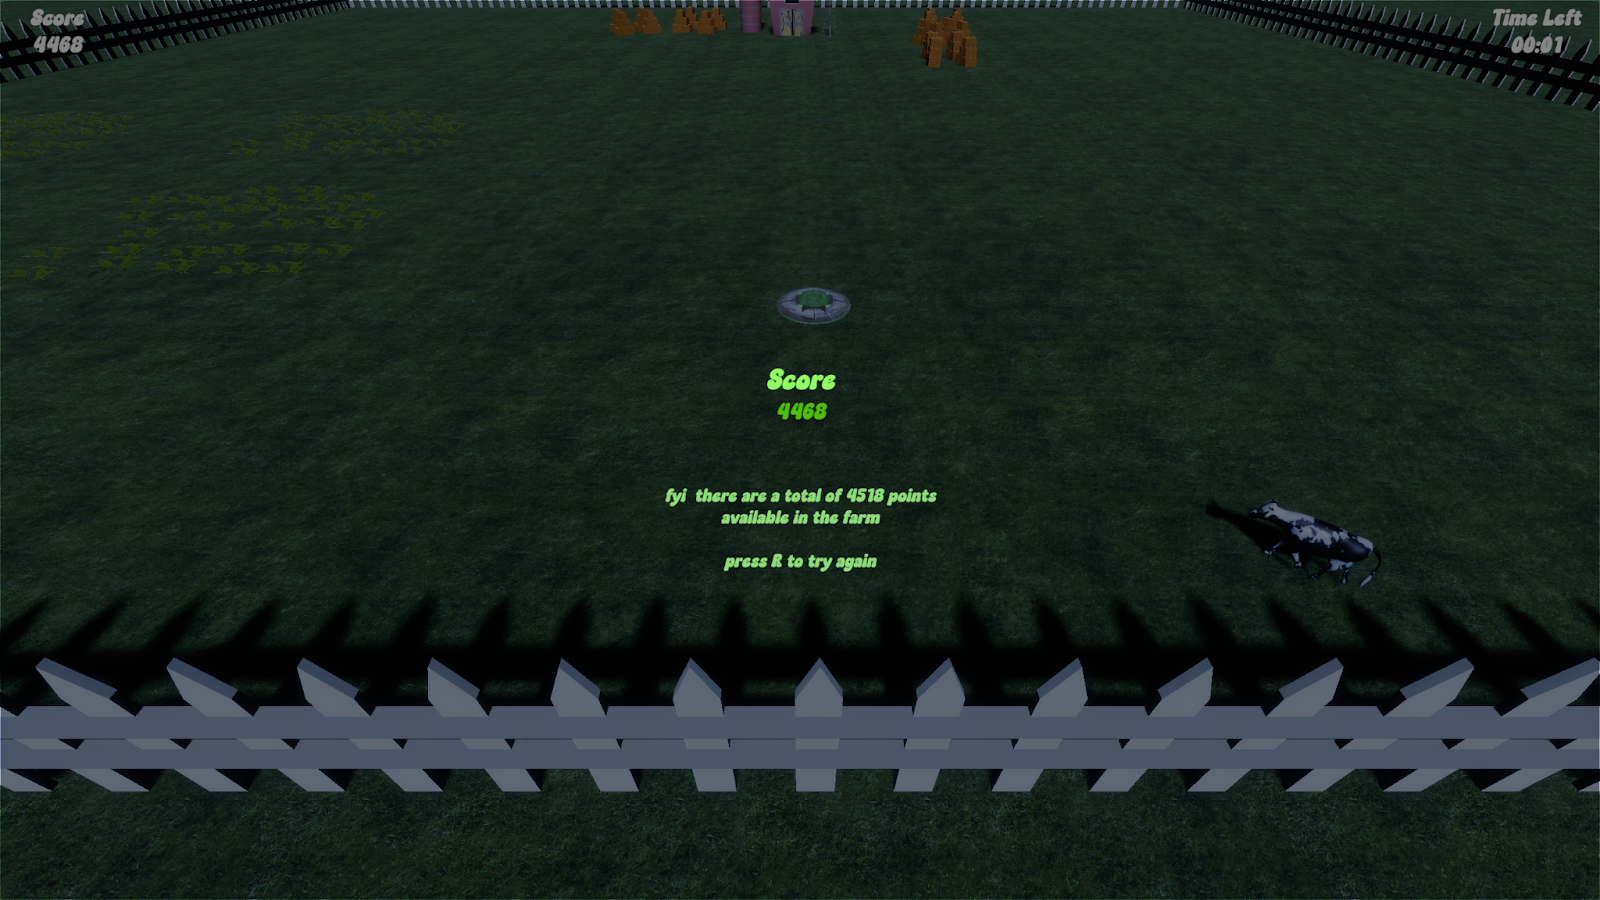 Score
4468
Time Left
00:01
Score
4468
fyi there are a total of 4518 points
available in the farm
press R to try again